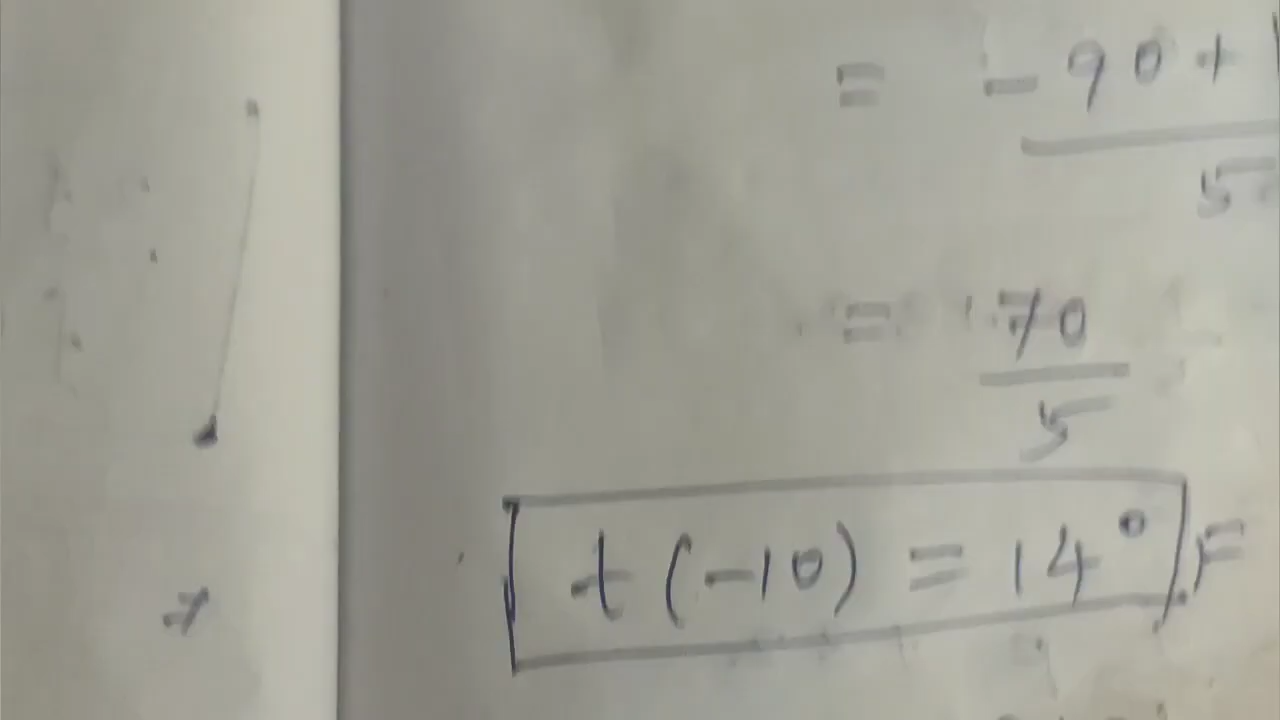 = -90+
5
= 70
5
t(-10) = 14° F